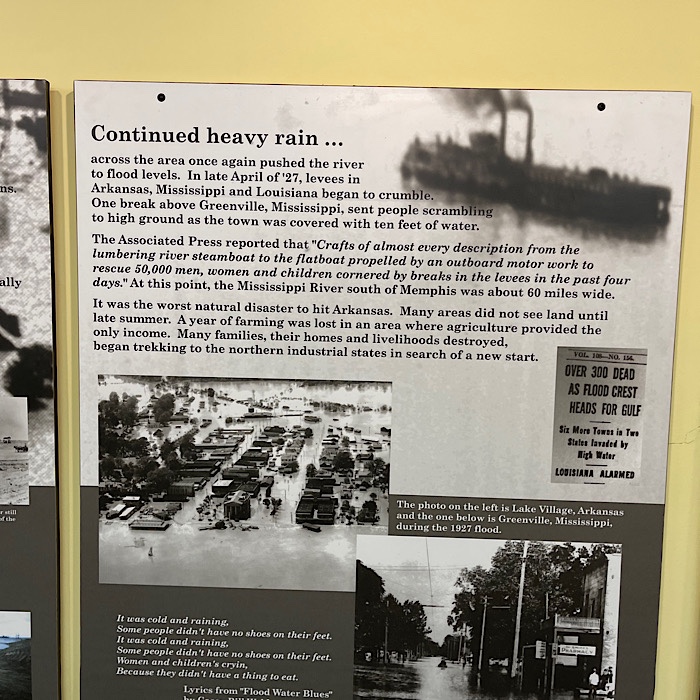 Continued heavy rain ...
across the area once again pushed the river
to flood levels. In late April of '27, levees in
Arkansas, Mississippi and Louisiana began to crumble.
One break above Greenville, Mississippi, sent people scrambling
to high ground as the town was covered with ten feet of water.
The Associated Press reported that "Crafts of almost every description from the
lumbering river steamboat to the flatboat propelled by an outboard motor work to
rescue 50,000 men, women and children cornered by breaks in the levees in the past four
days." At this point, the Mississippi River south of Memphis was about 60 miles wide.
It was the worst natural disaster to hit Arkansas. Many areas did not see land until
late summer. A year of farming was lost in an area where agriculture provided the
only income. Many families, their homes and livelihoods destroyed,
began trekking to the northern industrial states in search of a new start.
VOL. 108—NO. 156.
OVER 300 DEAD
AS FLOOD CREST
HEADS FOR GULF
Six More Towns in Two
States Invaded by
High Water
LOUISIANA ALARMED
The photo on the left is Lake Village, Arkansas
and the one below is Greenville, Mississippi,
during the 1927 flood.
PHARMACY
It was cold and raining,
Some people didn't have no shoes on their feet.
It was cold and raining,
Some people didn't have no shoes on their feet.
Women and children's cryin,
Because they didn't have a thing to eat.
Lyrics from "Flood Water Blues"
ns.
ally
r still
of the